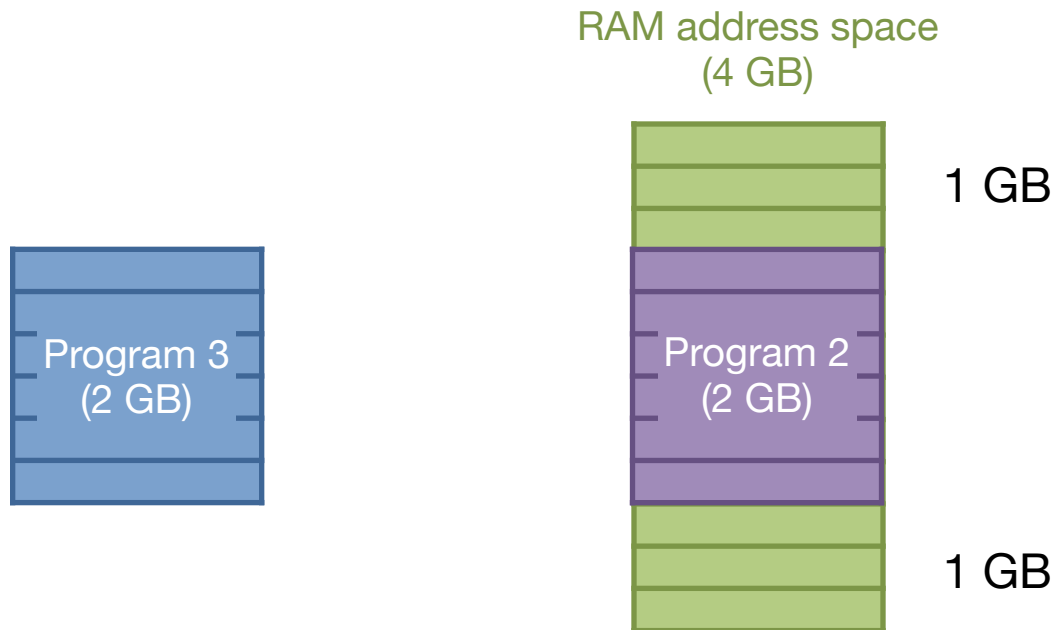 RAM address space
(4 GB)
1 GB
Program 3
(2 GB)
Program 2
(2 GB)
1 GB